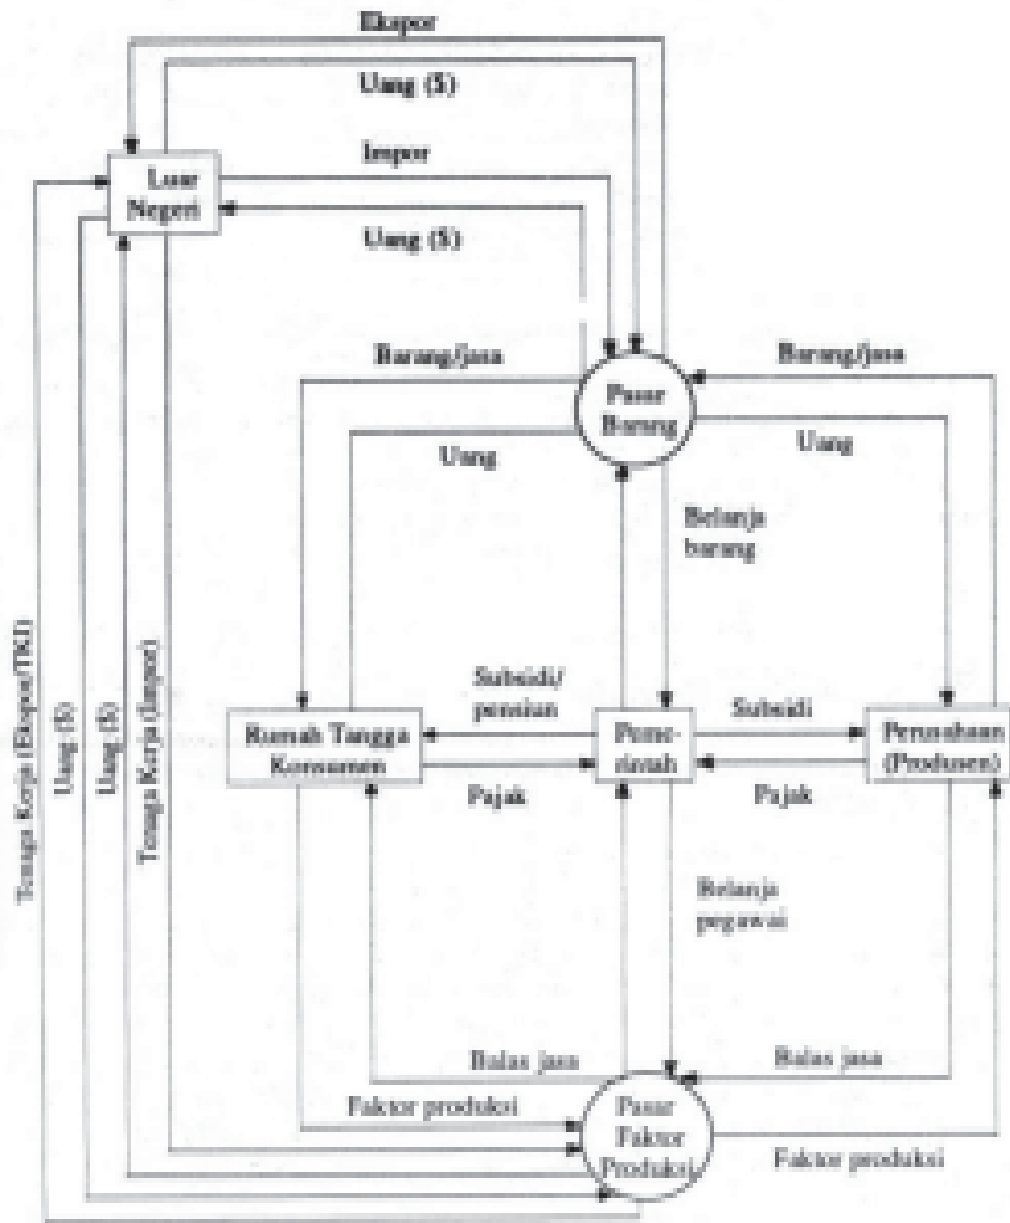 Ekspor
Uang ($)
Impor
Luar
Negeri
Uang ($)
Barang/jasa
Barang/jasa
Pasar
Barang
Uang
Uang
Belanja
barang
Tenaga Kerja (Ekspor/TKI)
Uang ($)
Uang ($)
Tenaga Kerja (Impor)
Subsidi/
pensiun
Subsidi
Rumah Tangga
Konsumen
Peme-
rintah
Perusahaan
(Produsen)
Pajak
Pajak
Belanja
pegawai
Balas jasa
Balas jasa
Faktor produksi
Pasar
Faktor
Produksi
Faktor produksi